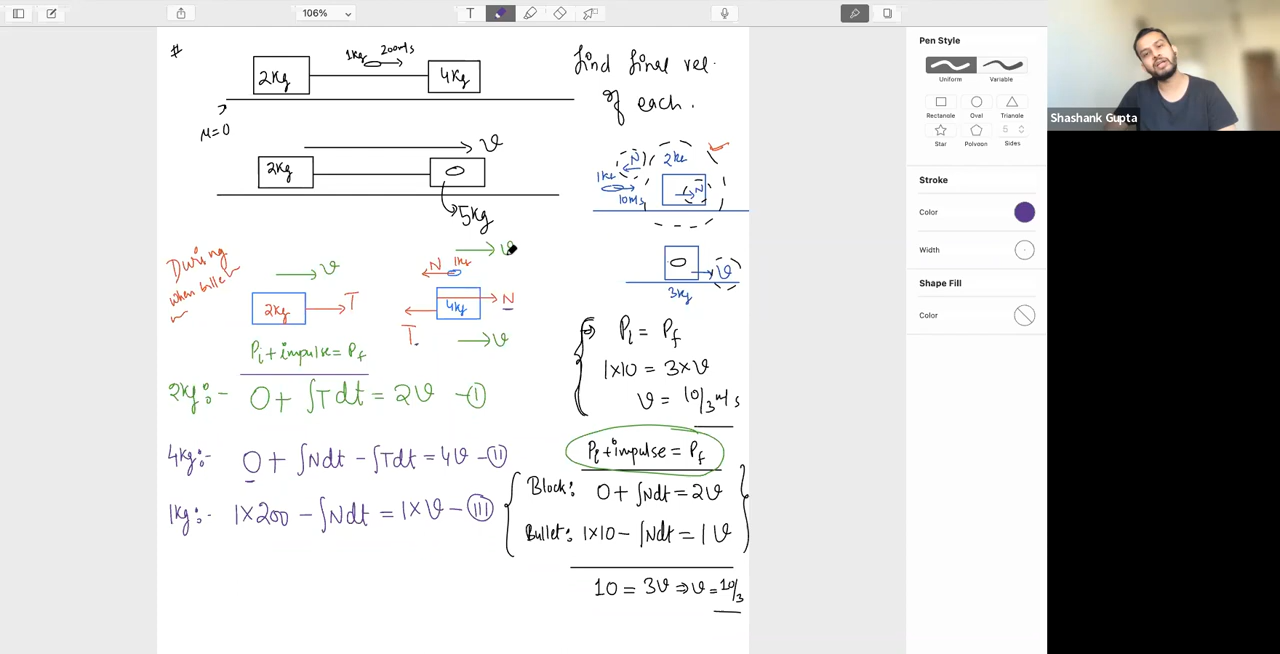 106%
T
#
2kg
1kg
200m/s
4kg
μ=0
find final vel.
of each.
2kg
v
5kg
1kg
N
2kg
10m/s
N
v
3kg
During
when bullet
v
2kg
T
v
N
1kg
4kg
N
T
v
Pi + impulse = Pf
2kg:- 0 + ∫Tdt = 2v -(I)
4kg:- 0 + ∫Ndt - ∫Tdt = 4v -(II)
1kg:- 1×200 - ∫Ndt = 1×v -(III)
Pi = Pf
1×10 = 3×v
v = 10/3 m/s
Pi + impulse = Pf
Block: 0 + ∫Ndt = 2v
Bullet: 1×10 - ∫Ndt = 1v
10 = 3v ⇒ v = 10/3
Pen Style
Uniform
Variable
Rectangle
Oval
Triangle
5
Star
Polygon
Sides
Stroke
Color
Width
Shape Fill
Color
Shashank Gupta